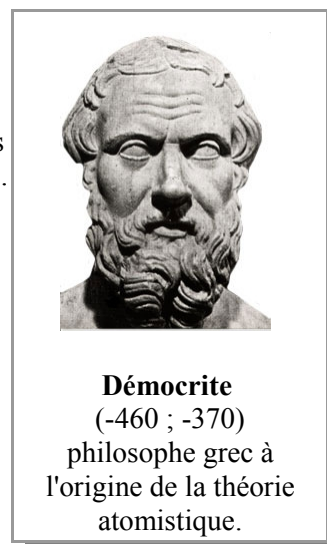 s
.
Démocrite
(-460 ; -370)
philosophe grec à
l'origine de la théorie
atomistique.